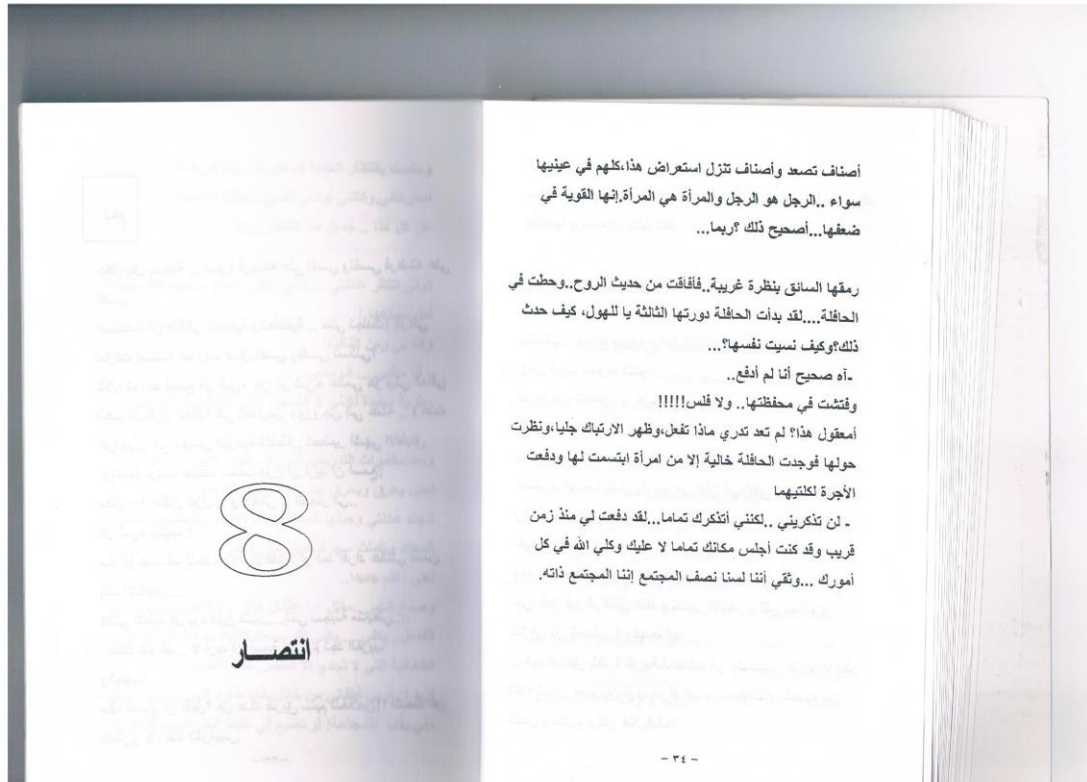 أصناف تصعد وأصناف تنزل استعراض هذا،كلهم في عينيها
سواء ..الرجل هو الرجل والمرأة هي المرأة.إنها القوية في
ضعفها...أصحيح ذلك ؟ربما...
رمقها السائق بنظرة غريبة..فأفاقت من حديث الروح..وحطت في
الحافلة....لقد بدأت الحافلة دورتها الثالثة يا للهول، كيف حدث
ذلك؟وكيف نسيت نفسها؟...
-آه صحيح أنا لم أدفع..
وفتشت في محفظتها.. ولا فلس!!!!!
أمعقول هذا؟ لم تعد تدري ماذا تفعل،وظهر الارتباك جليا،ونظرت
حولها فوجدت الحافلة خالية إلا من امرأة ابتسمت لها ودفعت
الأجرة لكلتيهما
- لن تذكريني ..لكنني أتذكرك تماما...لقد دفعت لي منذ زمن
قريب وقد كنت أجلس مكانك تماما لا عليك وكلي الله في كل
أمورك ...وثقي أننا لسنا نصف المجتمع إننا المجتمع ذاته.
- ٣٤ -
8
انتصـــار